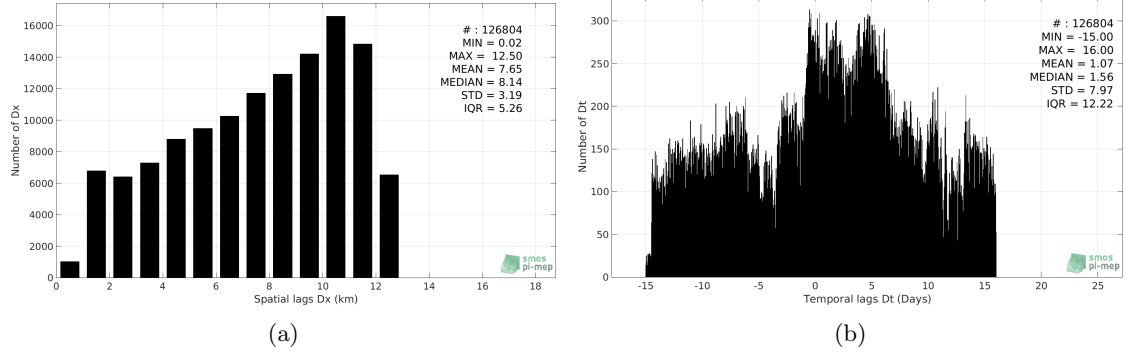 16000
14000
12000
10000
8000
6000
4000
2000
0
Number of Dx
0 2 4 6 8 10 12 14 16 18
Spatial lags Dx (km)
# : 126804
MIN = 0.02
MAX = 12.50
MEAN = 7.65
MEDIAN = 8.14
STD = 3.19
IQR = 5.26
smos
pi-mep
(a)
300
250
200
150
100
50
0
Number of Dt
-15 -10 -5 0 5 10 15 20 25
Temporal lags Dt (Days)
# : 126804
MIN = -15.00
MAX = 16.00
MEAN = 1.07
MEDIAN = 1.56
STD = 7.97
IQR = 12.22
smos
pi-mep
(b)